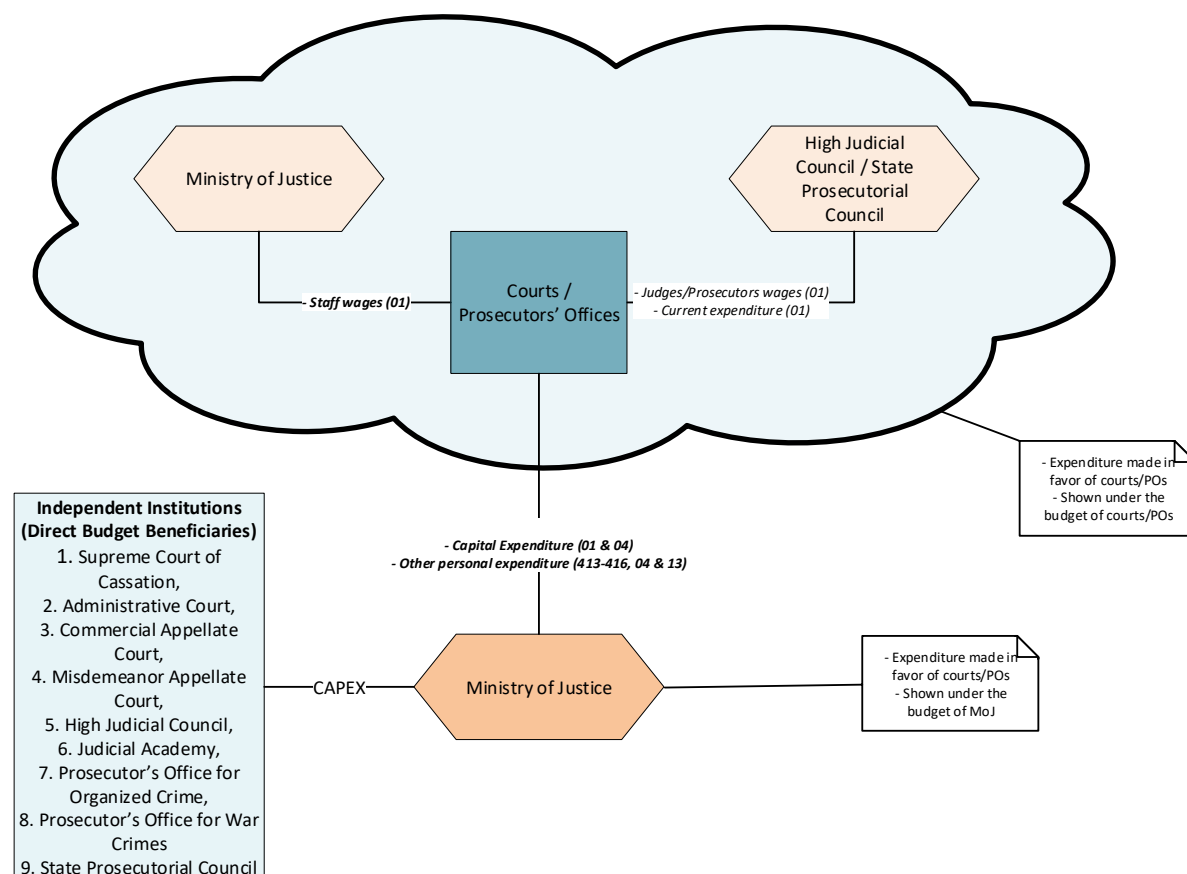 Ministry of Justice
High Judicial
Council / State
Prosecutorial
Council
Courts /
Prosecutors' Offices
- Staff wages (01)
- Judges/Prosecutors wages (01)
- Current expenditure (01)
- Expenditure made in
favor of courts/POs
- Shown under the
budget of courts/POs
Independent Institutions
(Direct Budget Beneficiaries)
1. Supreme Court of
Cassation,
2. Administrative Court,
3. Commercial Appellate
Court,
4. Misdemeanor Appellate
Court,
5. High Judicial Council,
6. Judicial Academy,
7. Prosecutor's Office for
Organized Crime,
8. Prosecutor's Office for War
Crimes
9. State Prosecutorial Council
- Capital Expenditure (01 & 04)
- Other personal expenditure (413-416, 04 & 13)
CAPEX
Ministry of Justice
- Expenditure made in
favor of courts/POs
- Shown under the
budget of MoJ